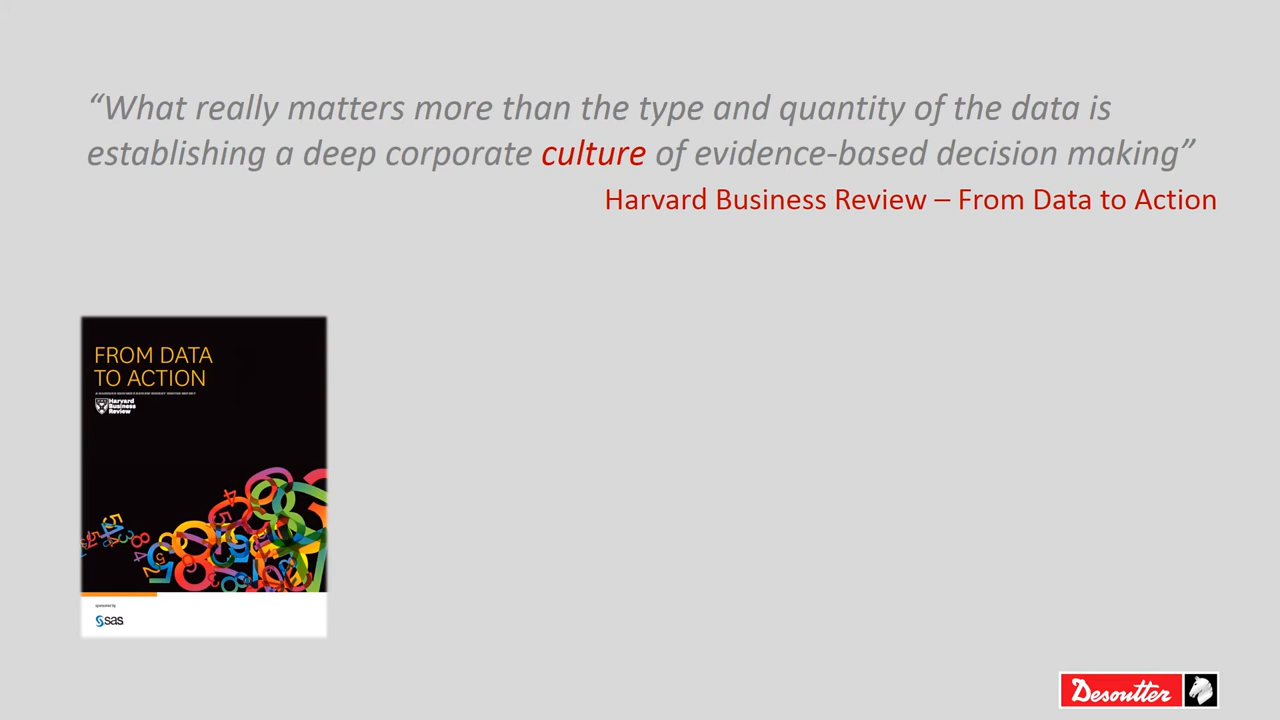 “What really matters more than the type and quantity of the data is
establishing a deep corporate culture of evidence-based decision making”
Harvard Business Review – From Data to Action
FROM DATA
TO ACTION
Harvard
Business
Review
sponsored by
sas
Desoutter